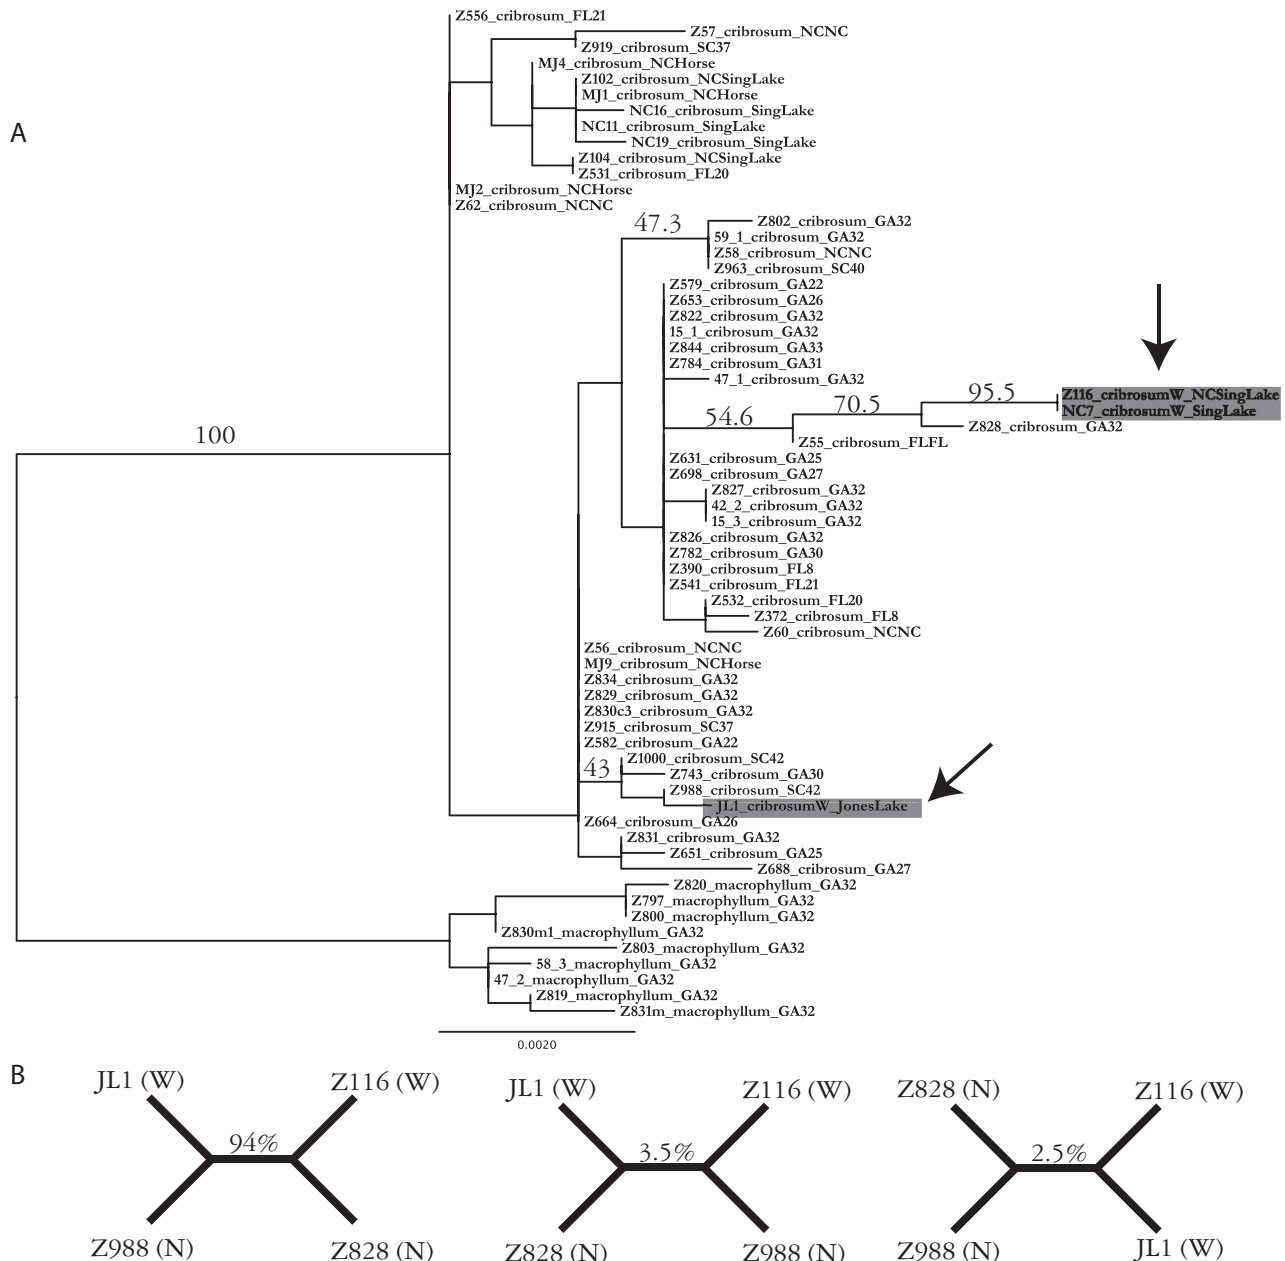 Z556_cribrosum_FL21
Z57_cribrosum_NCNC
Z919_cribrosum_SC37
MJ4_cribrosum_NCHorse
Z102_cribrosum_NCSingLake
MJ1_cribrosum_NCHorse
NC16_cribrosum_SingLake
A
NC11_cribrosum_SingLake
NC19_cribrosum_SingLake
Z104_cribrosum_NCSingLake
Z531_cribrosum_FL20
MJ2_cribrosum_NCHorse
Z62_cribrosum_NCNC
47.3
Z802_cribrosum_GA32
59_1_cribrosum_GA32
Z58_cribrosum_NCNC
Z963_cribrosum_SC40
Z579_cribrosum_GA22
Z653_cribrosum_GA26
Z822_cribrosum_GA32
15_1_cribrosum_GA32
Z844_cribrosum_GA33
Z784_cribrosum_GA31
47_1_cribrosum_GA32
95.5
Z116_cribrosumW_NCSingLake
70.5
NC7_cribrosumW_SingLake
54.6
Z828_cribrosum_GA32
100
Z55_cribrosum_FLFL
Z631_cribrosum_GA25
Z698_cribrosum_GA27
Z827_cribrosum_GA32
42_2_cribrosum_GA32
15_3_cribrosum_GA32
Z826_cribrosum_GA32
Z782_cribrosum_GA30
Z390_cribrosum_FL8
Z541_cribrosum_FL21
Z532_cribrosum_FL20
Z372_cribrosum_FL8
Z60_cribrosum_NCNC
Z56_cribrosum_NCNC
MJ9_cribrosum_NCHorse
Z834_cribrosum_GA32
Z829_cribrosum_GA32
Z830c3_cribrosum_GA32
Z915_cribrosum_SC37
Z582_cribrosum_GA22
Z1000_cribrosum_SC42
43
Z743_cribrosum_GA30
Z988_cribrosum_SC42
JL1_cribrosumW_JonesLake
Z664_cribrosum_GA26
Z831_cribrosum_GA32
Z651_cribrosum_GA25
Z688_cribrosum_GA27
Z820_macrophyllum_GA32
Z797_macrophyllum_GA32
Z800_macrophyllum_GA32
Z830m1_macrophyllum_GA32
Z803_macrophyllum_GA32
58_3_macrophyllum_GA32
47_2_macrophyllum_GA32
Z819_macrophyllum_GA32
Z831m_macrophyllum_GA32
0.0020
B
JL1 (W) Z116 (W)
94%
Z988 (N) Z828 (N)
JL1 (W) Z116 (W)
3.5%
Z828 (N) Z988 (N)
Z828 (N) Z116 (W)
2.5%
Z988 (N) JL1 (W)